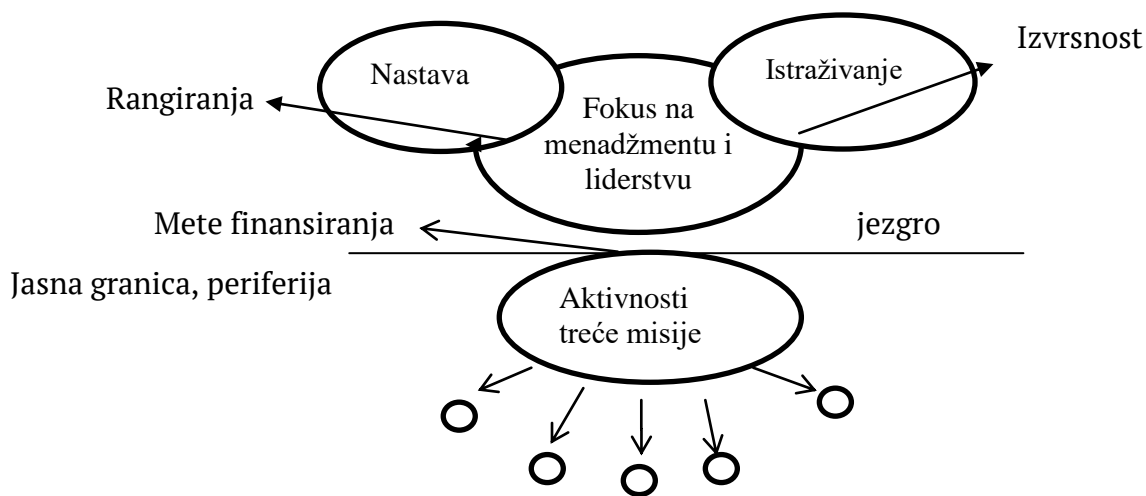 Izvrsnost
Nastava
Istraživanje
Rangiranja
Fokus na
menadžmentu i
liderstvu
Mete finansiranja
jezgro
Jasna granica, periferija
Aktivnosti
treće misije